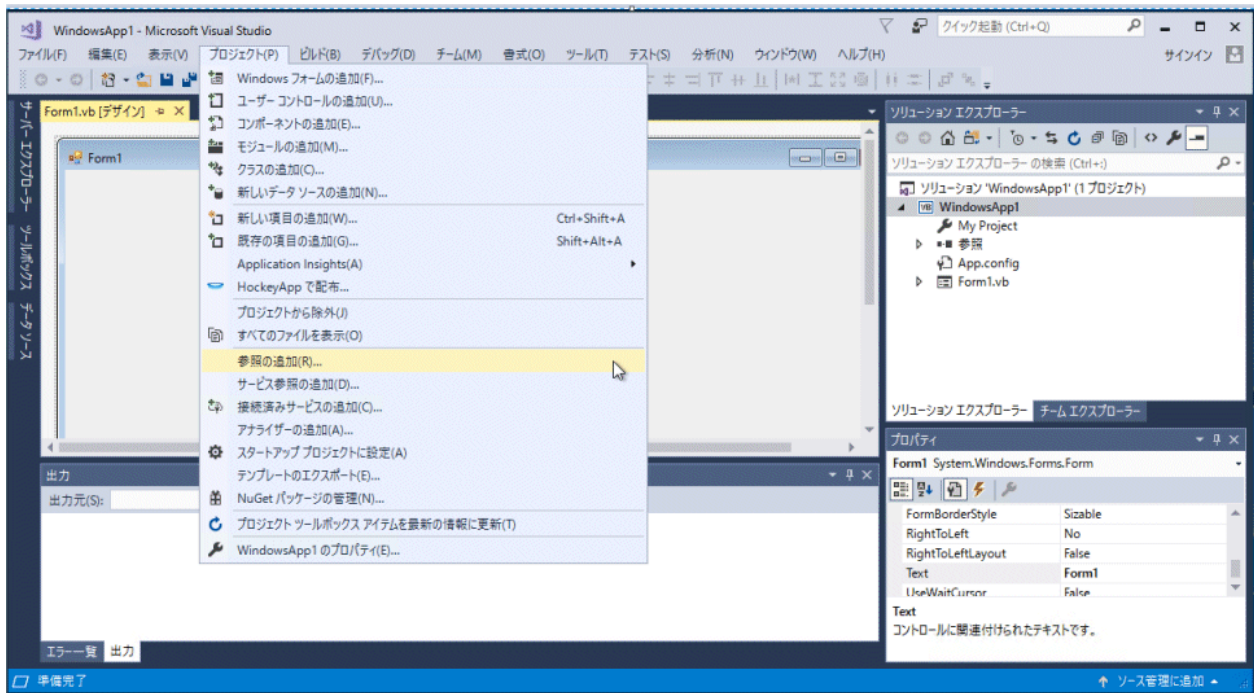 WindowsApp1 - Microsoft Visual Studio
クイック起動 (Ctrl+Q)
ファイル(F) 編集(E) 表示(V) プロジェクト(P) ビルド(B) デバッグ(D) チーム(M) 書式(O) ツール(T) テスト(S) 分析(N) ウィンドウ(W) ヘルプ(H)
サインイン
サーバー エクスプローラー
ツールボックス
データ ソース
Form1.vb [デザイン]
Form1
Windows フォームの追加(F)...
ユーザー コントロールの追加(U)...
コンポーネントの追加(E)...
モジュールの追加(M)...
クラスの追加(C)...
新しいデータ ソースの追加(N)...
新しい項目の追加(W)... Ctrl+Shift+A
既存の項目の追加(G)... Shift+Alt+A
Application Insights(A)
HockeyApp で配布...
プロジェクトから除外(J)
すべてのファイルを表示(O)
参照の追加(R)...
サービス参照の追加(D)...
接続済みサービスの追加(C)...
アナライザーの追加(A)...
スタートアップ プロジェクトに設定(A)
テンプレートのエクスポート(E)...
NuGet パッケージの管理(N)...
プロジェクト ツールボックス アイテムを最新の情報に更新(T)
WindowsApp1 のプロパティ(E)...
出力
出力元(S):
エラー一覧 出力
ソリューション エクスプローラー
ソリューション エクスプローラー の検索 (Ctrl+:)
ソリューション 'WindowsApp1' (1 プロジェクト)
VB WindowsApp1
My Project
参照
App.config
Form1.vb
ソリューション エクスプローラー チーム エクスプローラー
プロパティ
Form1 System.Windows.Forms.Form
FormBorderStyle Sizable
RightToLeft No
RightToLeftLayout False
Text Form1
UseWaitCursor False
Text
コントロールに関連付けられたテキストです。
準備完了
ソース管理に追加